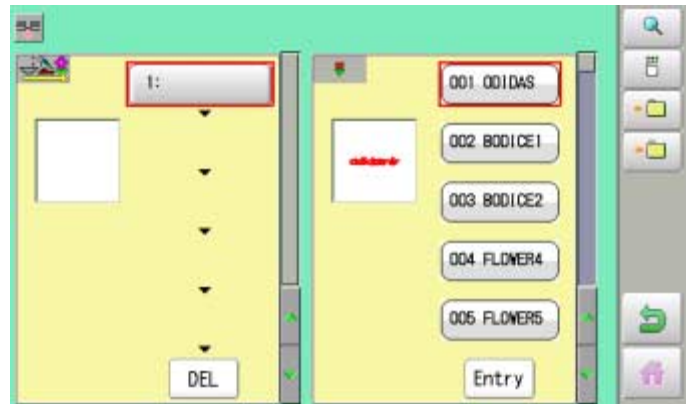 1:
DEL
001 ODIDAS
002 BODICE1
003 BODICE2
004 FLOWER4
005 FLOWER5
Entry